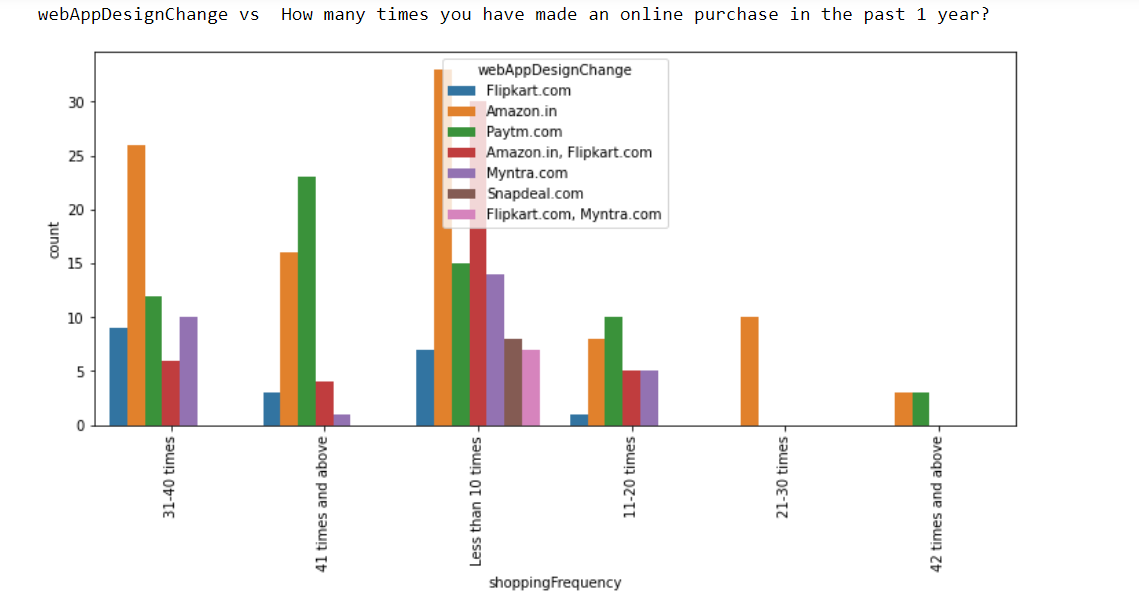 webAppDesignChange vs  How many times you have made an online purchase in the past 1 year?
webAppDesignChange
Flipkart.com
Amazon.in
Paytm.com
Amazon.in, Flipkart.com
Myntra.com
Snapdeal.com
Flipkart.com, Myntra.com
30
25
20
15
10
5
0
count
31-40 times
41 times and above
Less than 10 times
11-20 times
21-30 times
42 times and above
shoppingFrequency